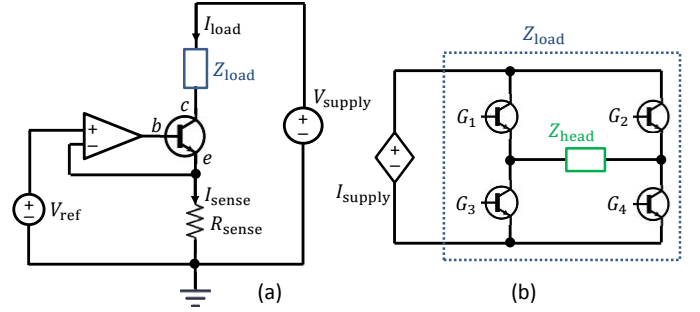 I_load
Z_load
c
V_supply
+
−
+
−
b
e
+
−
V_ref
I_sense
R_sense
(a)
Z_load
G_1
G_2
Z_head
+
−
I_supply
G_3
G_4
(b)